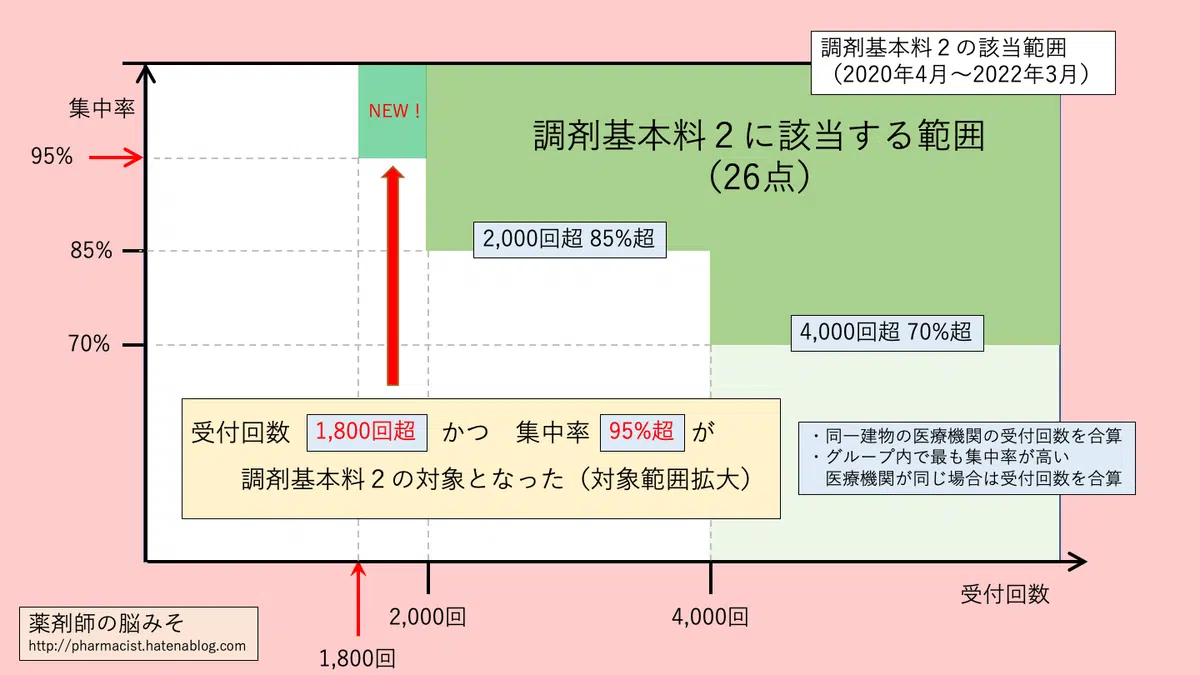 調剤基本料２の該当範囲
（2020年4月～2022年3月）
集中率
NEW！
調剤基本料２に該当する範囲
（26点）
95%
85%
2,000回超 85%超
70%
4,000回超 70%超
受付回数 1,800回超 かつ 集中率 95%超 が
調剤基本料２の対象となった（対象範囲拡大）
・同一建物の医療機関の受付回数を合算
・グループ内で最も集中率が高い
医療機関が同じ場合は受付回数を合算
受付回数
2,000回
4,000回
1,800回
薬剤師の脳みそ
http://pharmacist.hatenablog.com